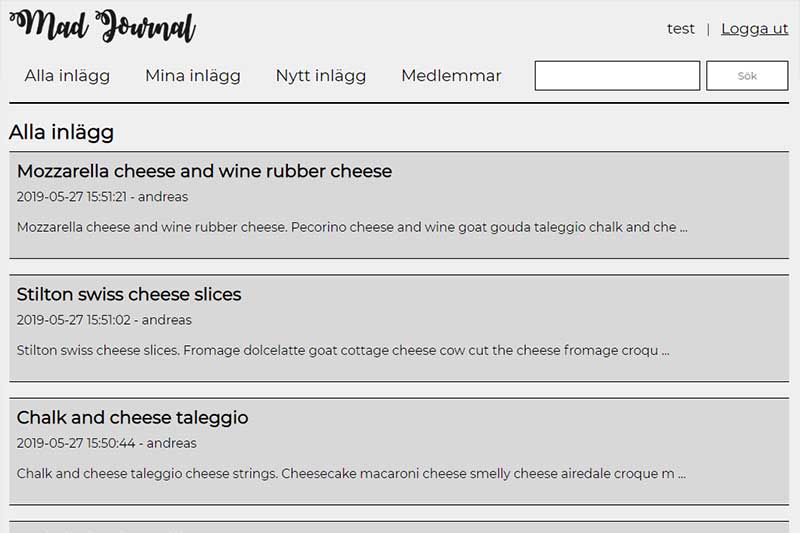 Mad Journal
test | Logga ut
Alla inlägg Mina inlägg Nytt inlägg Medlemmar Sök
Alla inlägg
Mozzarella cheese and wine rubber cheese
2019-05-27 15:51:21 - andreas
Mozzarella cheese and wine rubber cheese. Pecorino cheese and wine goat gouda taleggio chalk and che ...
Stilton swiss cheese slices
2019-05-27 15:51:02 - andreas
Stilton swiss cheese slices. Fromage dolcelatte goat cottage cheese cow cut the cheese fromage croqu ...
Chalk and cheese taleggio
2019-05-27 15:50:44 - andreas
Chalk and cheese taleggio cheese strings. Cheesecake macaroni cheese smelly cheese airedale croque m ...